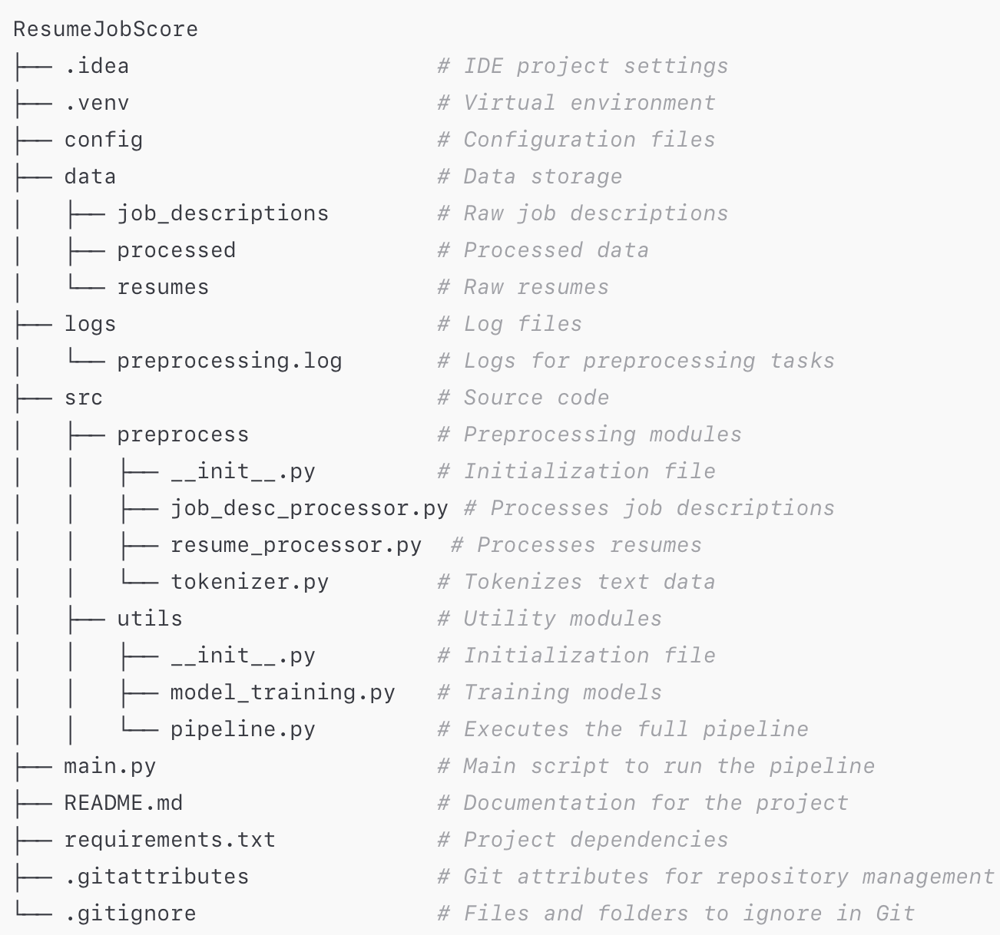 ResumeJobScore
├── .idea                       # IDE project settings
├── .venv                       # Virtual environment
├── config                      # Configuration files
├── data                        # Data storage
│   ├── job_descriptions        # Raw job descriptions
│   ├── processed               # Processed data
│   └── resumes                 # Raw resumes
├── logs                        # Log files
│   └── preprocessing.log       # Logs for preprocessing tasks
├── src                         # Source code
│   ├── preprocess              # Preprocessing modules
│   │   ├── __init__.py         # Initialization file
│   │   ├── job_desc_processor.py # Processes job descriptions
│   │   ├── resume_processor.py  # Processes resumes
│   │   └── tokenizer.py        # Tokenizes text data
│   ├── utils                   # Utility modules
│   │   ├── __init__.py         # Initialization file
│   │   ├── model_training.py   # Training models
│   │   └── pipeline.py         # Executes the full pipeline
├── main.py                     # Main script to run the pipeline
├── README.md                   # Documentation for the project
├── requirements.txt            # Project dependencies
├── .gitattributes              # Git attributes for repository management
└── .gitignore                  # Files and folders to ignore in Git